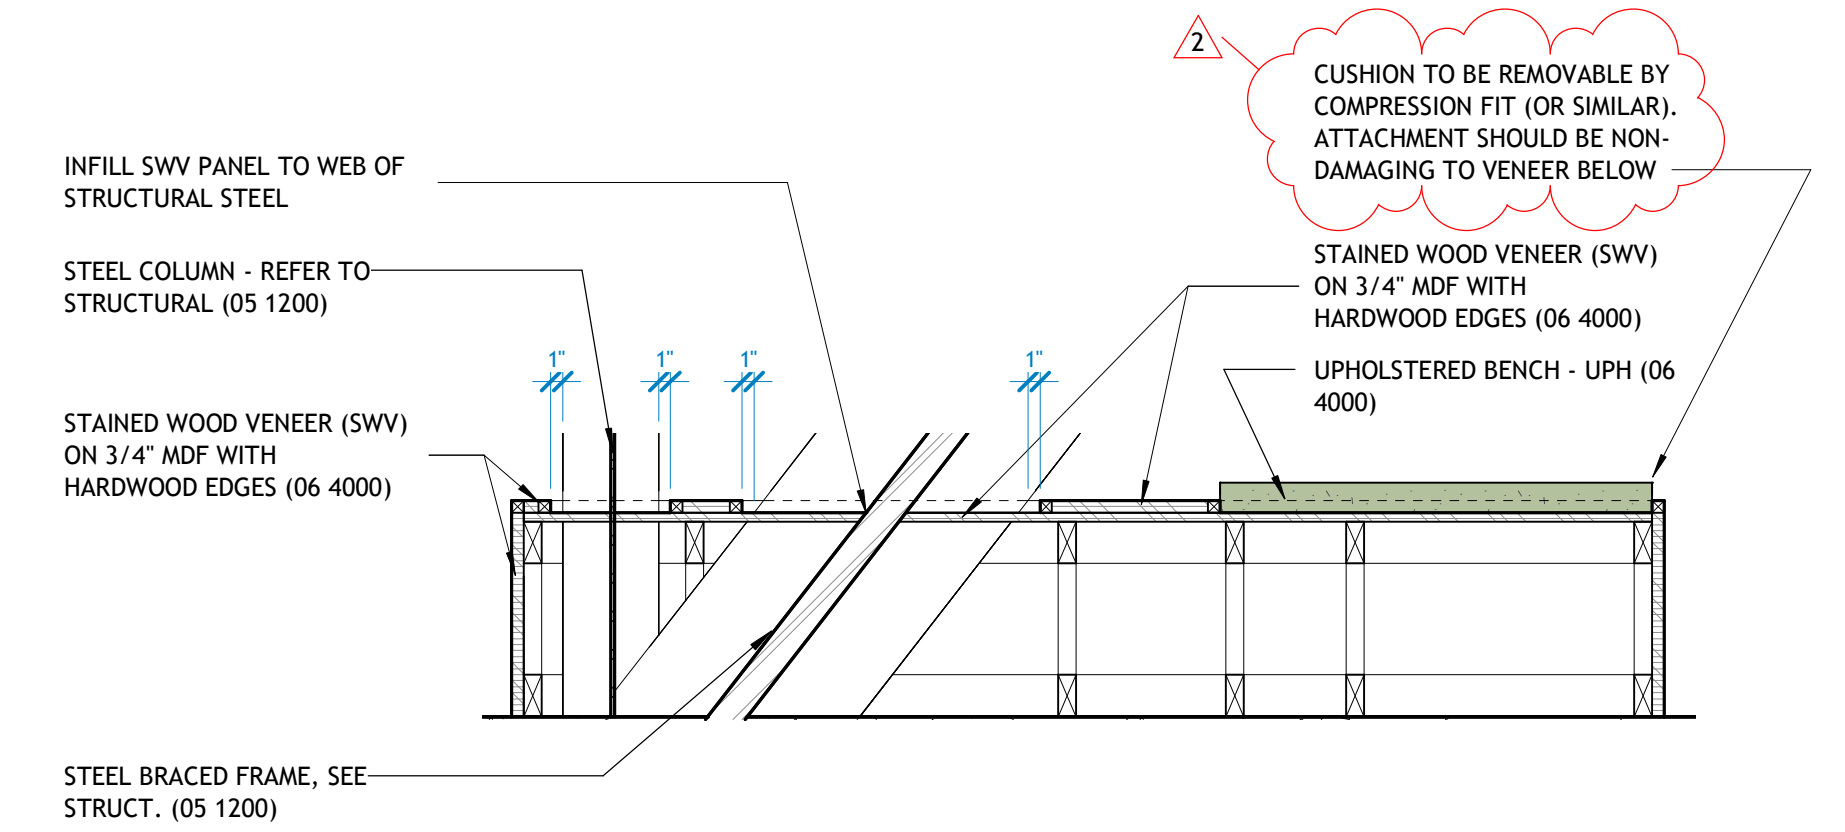 2
CUSHION TO BE REMOVABLE BY
COMPRESSION FIT (OR SIMILAR).
ATTACHMENT SHOULD BE NON-
DAMAGING TO VENEER BELOW
INFILL SWV PANEL TO WEB OF
STRUCTURAL STEEL
STEEL COLUMN - REFER TO
STRUCTURAL (05 1200)
STAINED WOOD VENEER (SWV)
ON 3/4" MDF WITH
HARDWOOD EDGES (06 4000)
UPHOLSTERED BENCH - UPH (06
4000)
1"
1"
1"
1"
STAINED WOOD VENEER (SWV)
ON 3/4" MDF WITH
HARDWOOD EDGES (06 4000)
STEEL BRACED FRAME, SEE
STRUCT. (05 1200)